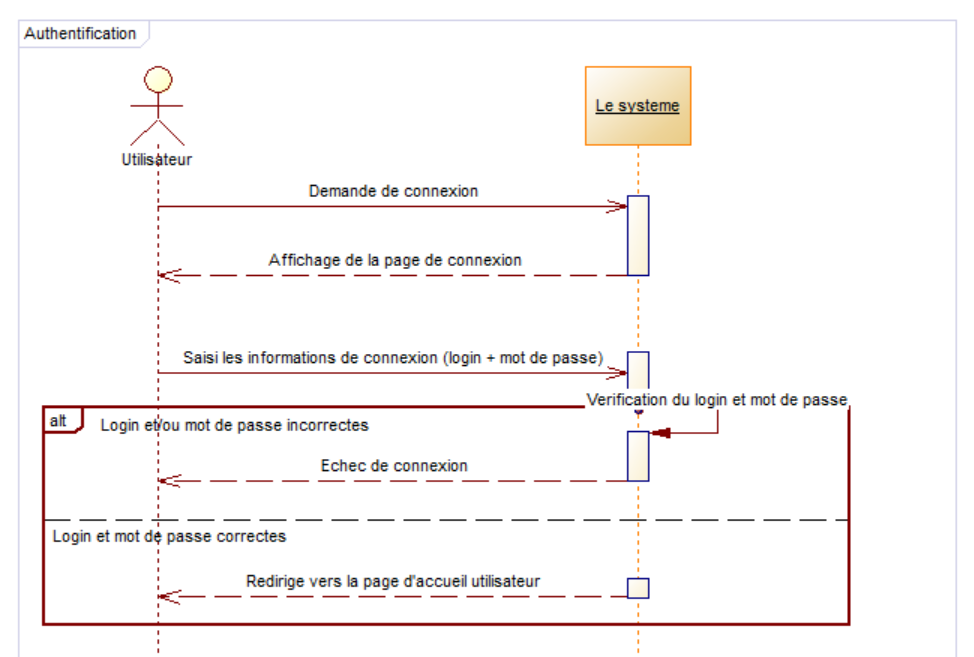 Authentification
Le systeme
Utilisateur
Demande de connexion
Affichage de la page de connexion
Saisi les informations de connexion (login + mot de passe)
Verification du login et mot de passe
alt
Login et/ou mot de passe incorrectes
Echec de connexion
Login et mot de passe correctes
Redirige vers la page d'accueil utilisateur